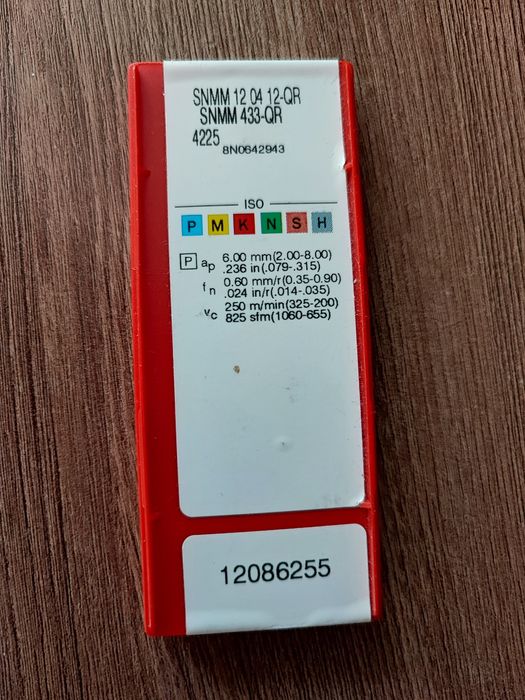 SNMM 12 04 12-QR
SNMM 433-QR
4225
8N0642943
ISO
P M K N S H
P ap 6.00 mm(2.00-8.00)
.236 in(.079-.315)
fn 0.60 mm/r(0.35-0.90)
.024 in/r(.014-.035)
vc 250 m/min(325-200)
825 sfm(1060-655)
12086255